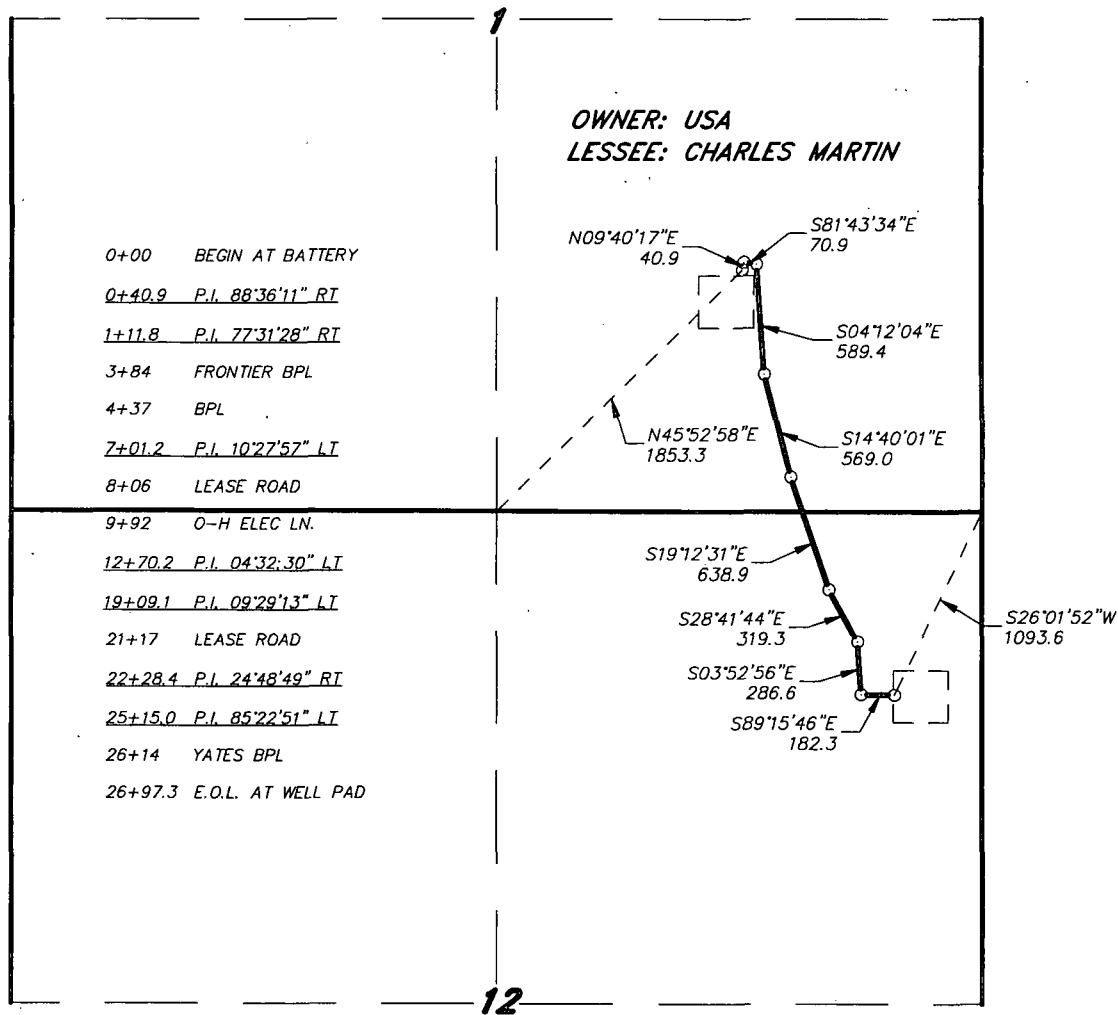 1
OWNER: USA
LESSEE: CHARLES MARTIN
N09°40'17"E
40.9
S81°43'34"E
70.9
0+00 BEGIN AT BATTERY
0+40.9 P.I. 88°36'11" RT
1+11.8 P.I. 77°31'28" RT
3+84 FRONTIER BPL
4+37 BPL
7+01.2 P.I. 10°27'57" LT
8+06 LEASE ROAD
9+92 O-H ELEC LN.
12+70.2 P.I. 04°32'30" LT
19+09.1 P.I. 09°29'13" LT
21+17 LEASE ROAD
22+28.4 P.I. 24°48'49" RT
25+15.0 P.I. 85°22'51" LT
26+14 YATES BPL
26+97.3 E.O.L. AT WELL PAD
S04°12'04"E
589.4
N45°52'58"E
1853.3
S14°40'01"E
569.0
S19°12'31"E
638.9
S28°41'44"E
319.3
S26°01'52"W
1093.6
S03°52'56"E
286.6
S89°15'46"E
182.3
12